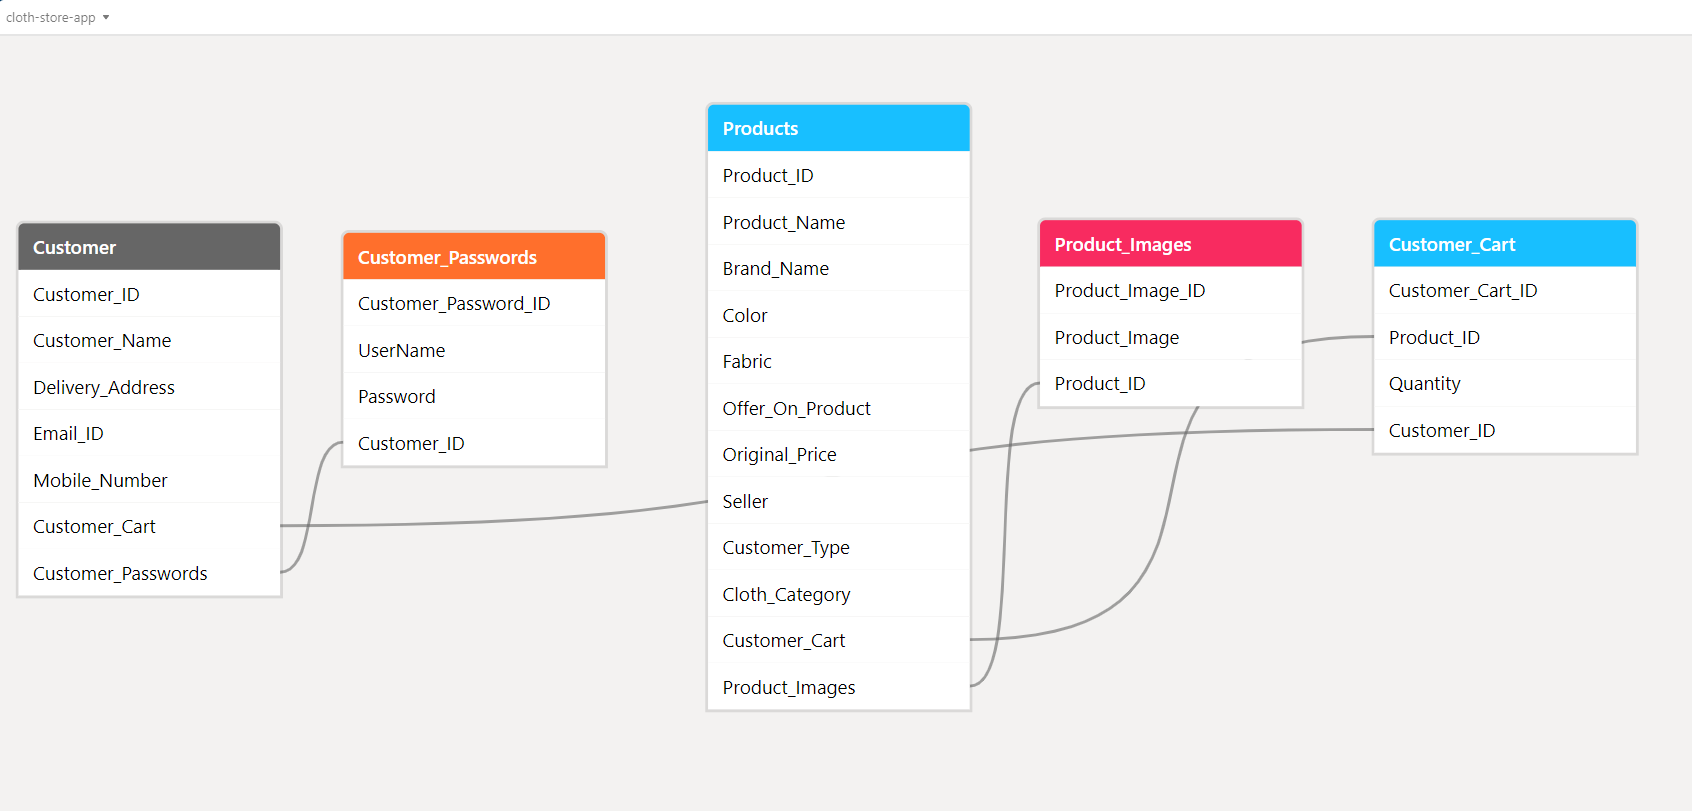 cloth-store-app
Customer
Customer_ID
Customer_Name
Delivery_Address
Email_ID
Mobile_Number
Customer_Cart
Customer_Passwords
Customer_Passwords
Customer_Password_ID
UserName
Password
Customer_ID
Products
Product_ID
Product_Name
Brand_Name
Color
Fabric
Offer_On_Product
Original_Price
Seller
Customer_Type
Cloth_Category
Customer_Cart
Product_Images
Product_Images
Product_Image_ID
Product_Image
Product_ID
Customer_Cart
Customer_Cart_ID
Product_ID
Quantity
Customer_ID